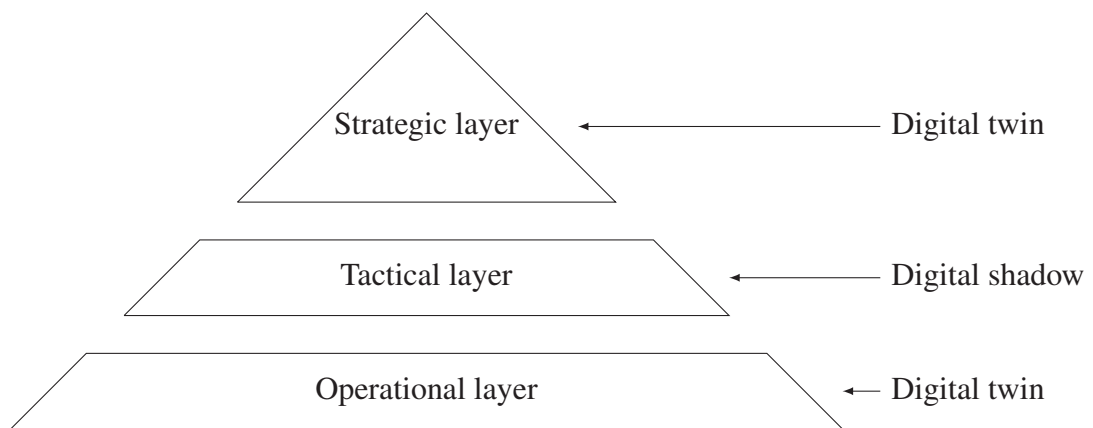 Strategic layer
Digital twin
Tactical layer
Digital shadow
Operational layer
Digital twin